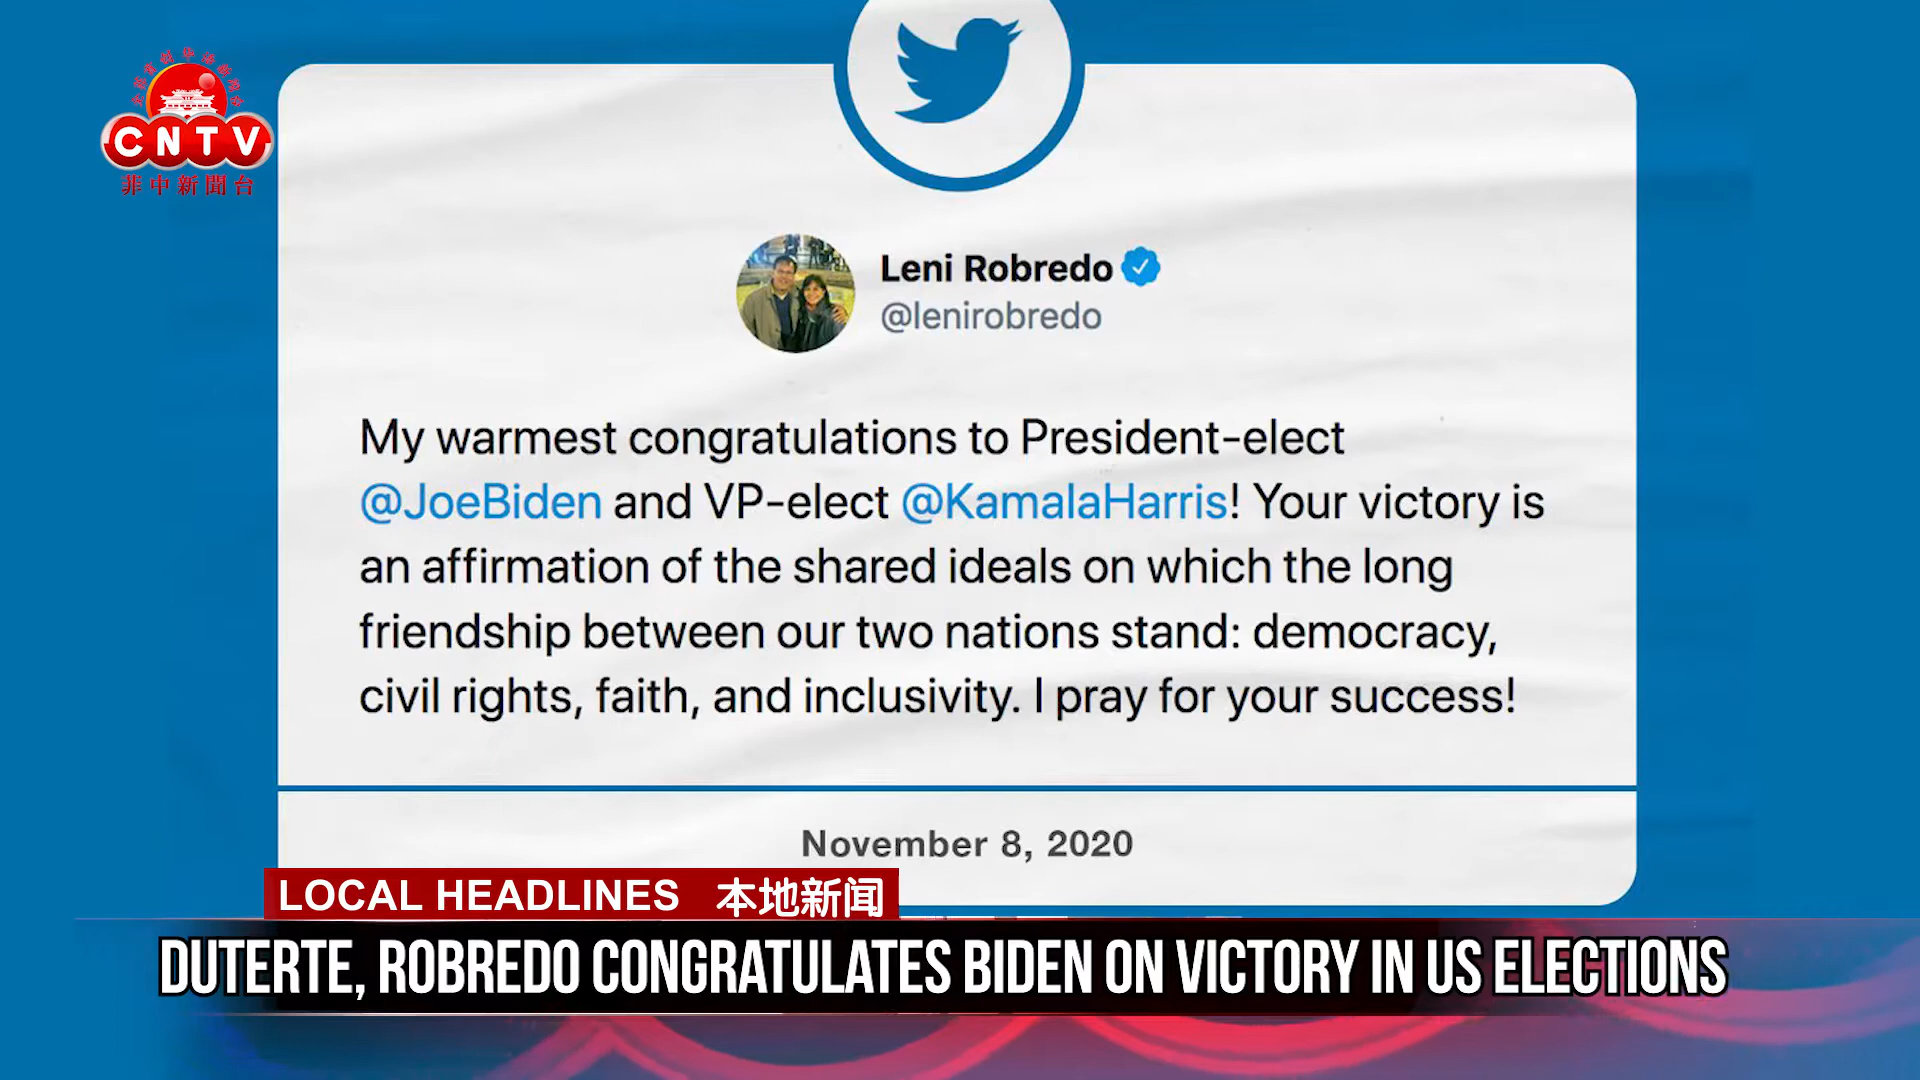 CNTV
菲中新聞台
Leni Robredo
@lenirobredo
My warmest congratulations to President-elect
@JoeBiden and VP-elect @KamalaHarris! Your victory is
an affirmation of the shared ideals on which the long
friendship between our two nations stand: democracy,
civil rights, faith, and inclusivity. I pray for your success!
November 8, 2020
LOCAL HEADLINES 本地新闻
DUTERTE, ROBREDO CONGRATULATES BIDEN ON VICTORY IN US ELECTIONS